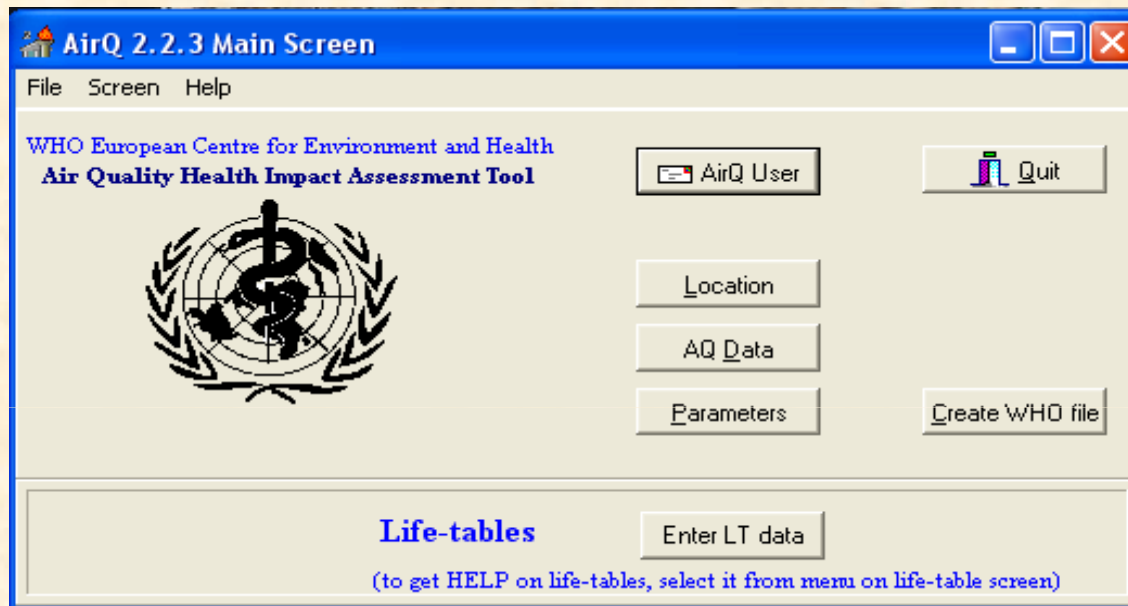 AirQ 2.2.3 Main Screen
File Screen Help
WHO European Centre for Environment and Health
Air Quality Health Impact Assessment Tool
AirQ User
Quit
Location
AQ Data
Parameters
Create WHO file
Life-tables
Enter LT data
(to get HELP on life-tables, select it from menu on life-table screen)